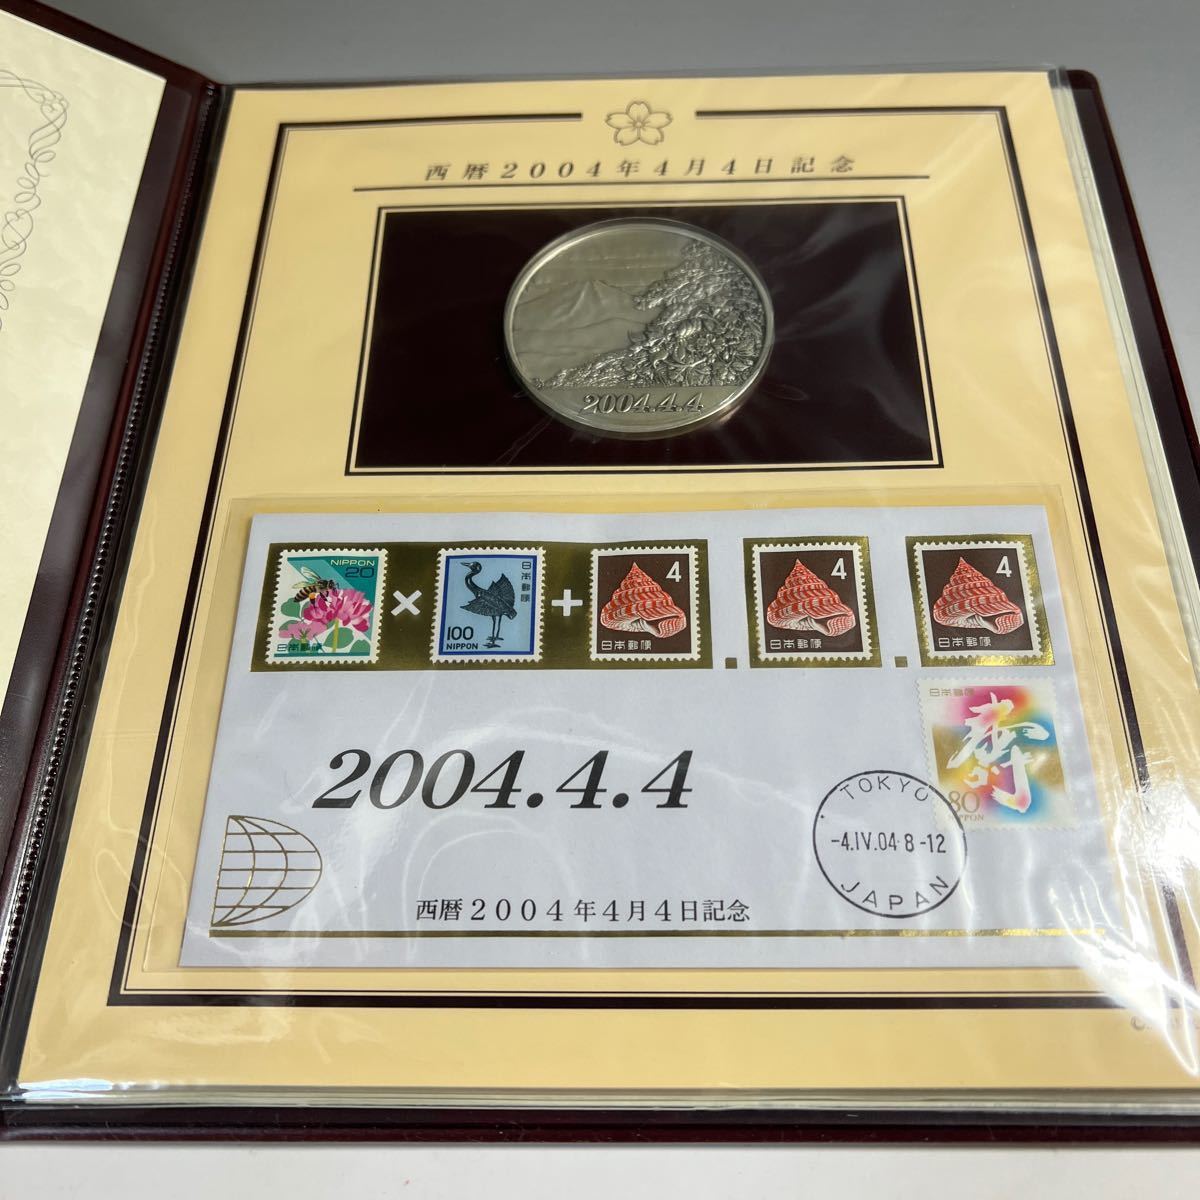 西暦2004年4月4日記念
2004.4.4.
NIPPON
20
日本郵便
×
日本郵便
100
NIPPON
+
4
日本郵便
.
4
日本郵便
.
4
日本郵便
日本郵便
寿
80
NIPPON
2004.4.4
TOKYO
-4.IV.04 8-12
JAPAN
西暦2004年4月4日記念